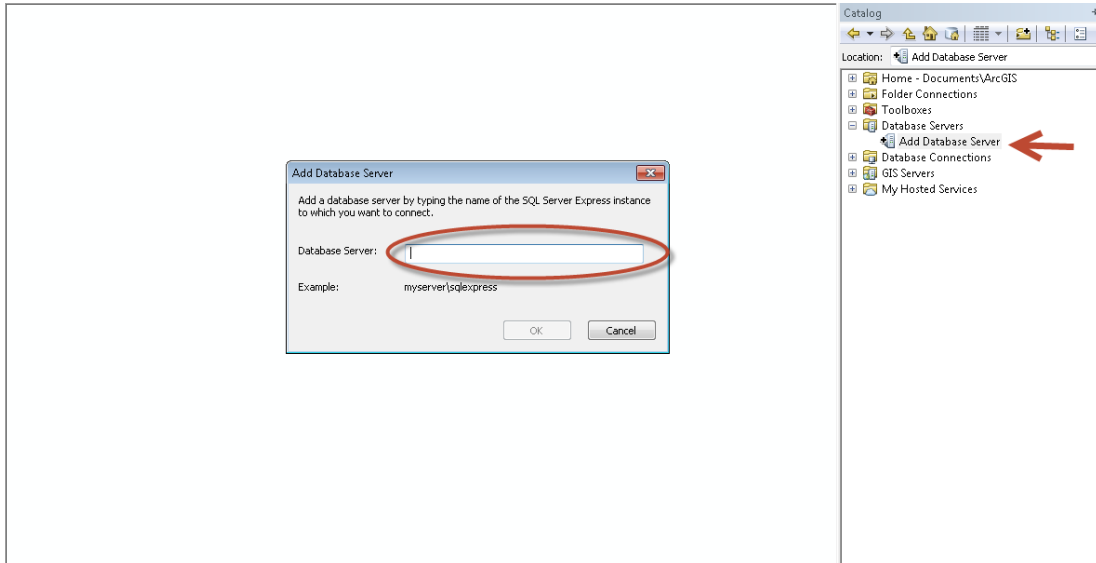 Catalog
Location: Add Database Server
Home - Documents\ArcGIS
Folder Connections
Toolboxes
Database Servers
Add Database Server
Database Connections
GIS Servers
My Hosted Services
Add Database Server
Add a database server by typing the name of the SQL Server Express instance
to which you want to connect.
Database Server:
Example: myserver\sqlexpress
OK Cancel